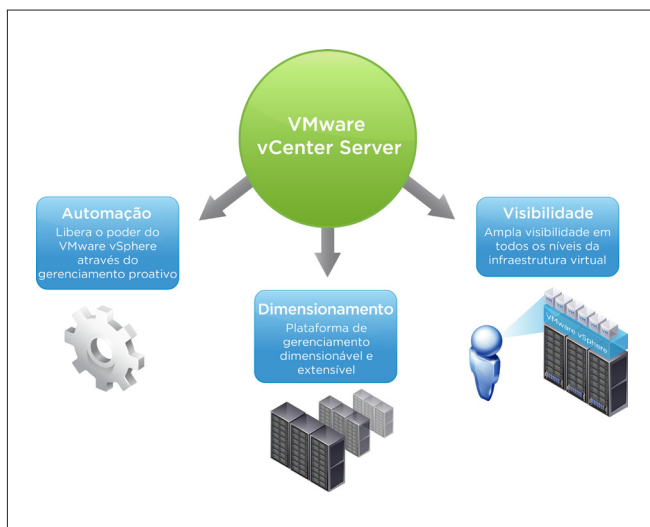 VMware
vCenter Server
Automação
Libera o poder do
VMware vSphere
através do
gerenciamento proativo
Dimensionamento
Plataforma de
gerenciamento
dimensionável e
extensível
Visibilidade
Ampla visibilidade em
todos os níveis da
infraestrutura virtual
VMware vSphere